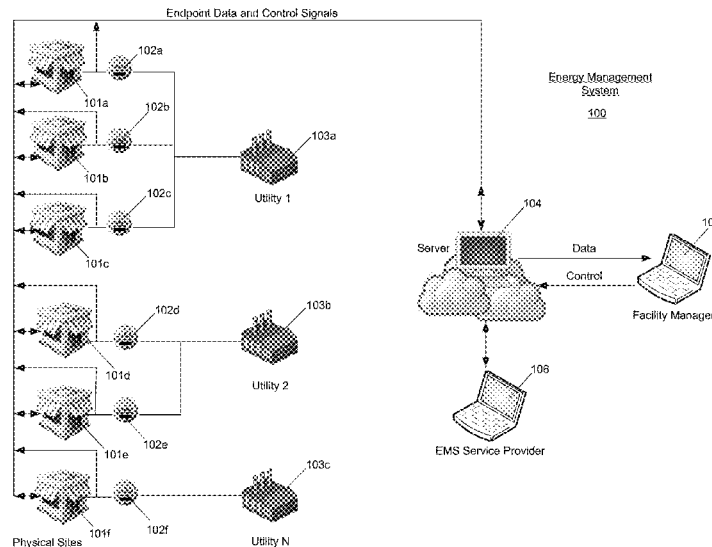 Endpoint Data and Control Signals
102a
101a
102b
101b
103a
Utility 1
102c
101c
Energy Management
System
100
104
Server
Data
Control
Facility Manager
102d
101d
103b
Utility 2
101e
102e
106
EMS Service Provider
103c
101f
102f
Physical Sites
Utility N